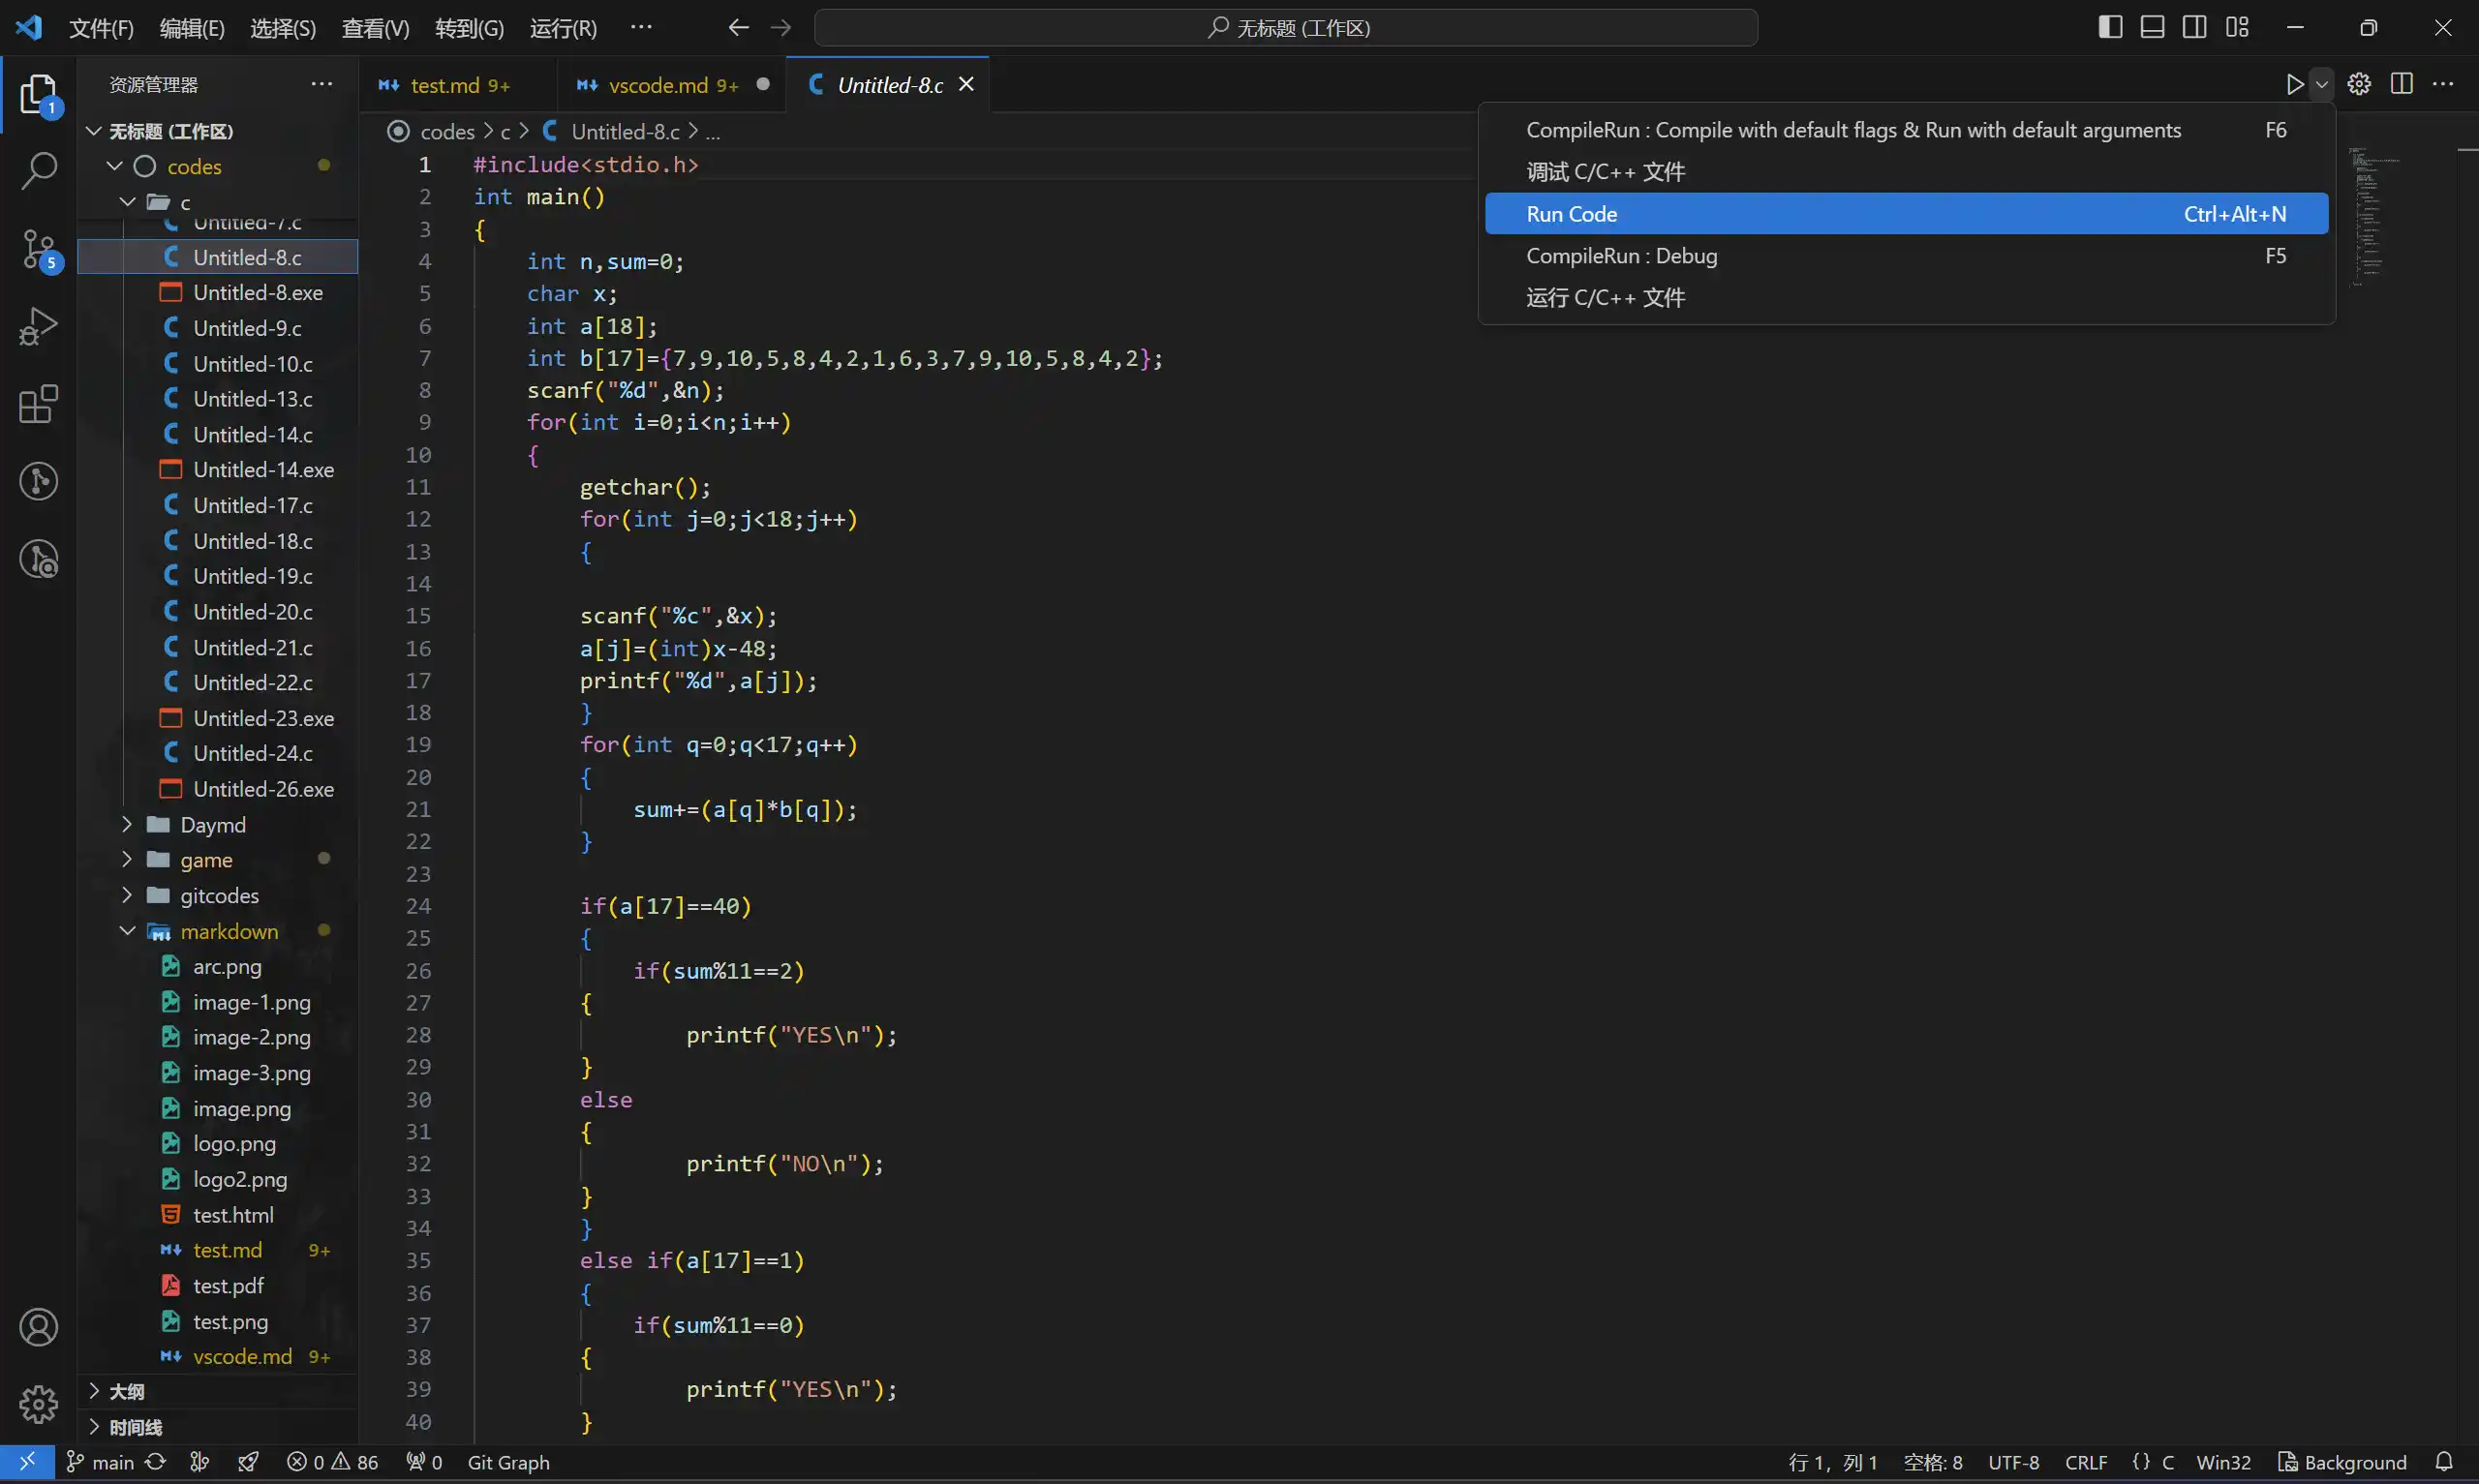 文件(F) 编辑(E) 选择(S) 查看(V) 转到(G) 运行(R) ··· 无标题 (工作区)
资源管理器 ···
1
5
无标题 (工作区)
codes
c
Untitled-7.c
Untitled-8.c
Untitled-8.exe
Untitled-9.c
Untitled-10.c
Untitled-13.c
Untitled-14.c
Untitled-14.exe
Untitled-17.c
Untitled-18.c
Untitled-19.c
Untitled-20.c
Untitled-21.c
Untitled-22.c
Untitled-23.exe
Untitled-24.c
Untitled-26.exe
Daymd
game
gitcodes
markdown
arc.png
image-1.png
image-2.png
image-3.png
image.png
logo.png
logo2.png
test.html
test.md 9+
test.pdf
test.png
vscode.md 9+
大纲
时间线
test.md 9+ vscode.md 9+ Untitled-8.c
codes > c > Untitled-8.c > ...
1 #include<stdio.h>
2 int main()
3 {
4 int n,sum=0;
5 char x;
6 int a[18];
7 int b[17]={7,9,10,5,8,4,2,1,6,3,7,9,10,5,8,4,2};
8 scanf("%d",&n);
9 for(int i=0;i<n;i++)
10 {
11 getchar();
12 for(int j=0;j<18;j++)
13 {
14
15 scanf("%c",&x);
16 a[j]=(int)x-48;
17 printf("%d",a[j]);
18 }
19 for(int q=0;q<17;q++)
20 {
21 sum+=(a[q]*b[q]);
22 }
23
24 if(a[17]==40)
25 {
26 if(sum%11==2)
27 {
28 printf("YES\n");
29 }
30 else
31 {
32 printf("NO\n");
33 }
34 }
35 else if(a[17]==1)
36 {
37 if(sum%11==0)
38 {
39 printf("YES\n");
40 }
CompileRun : Compile with default flags & Run with default arguments F6
调试 C/C++ 文件
Run Code Ctrl+Alt+N
CompileRun : Debug F5
运行 C/C++ 文件
main 0 86 0 Git Graph 行 1，列 1 空格: 8 UTF-8 CRLF {} C Win32 Background